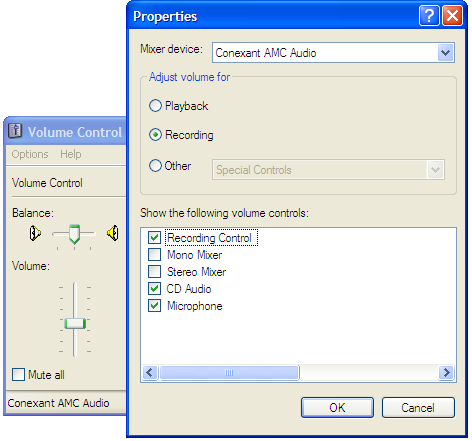 Properties
Mixer device: Conexant AMC Audio
Adjust volume for
Playback
Recording
Other Special Controls
Show the following volume controls:
Recording Control
Mono Mixer
Stereo Mixer
CD Audio
Microphone
OK Cancel
Volume Control
Options Help
Volume Control
Balance:
Volume:
Mute all
Conexant AMC Audio